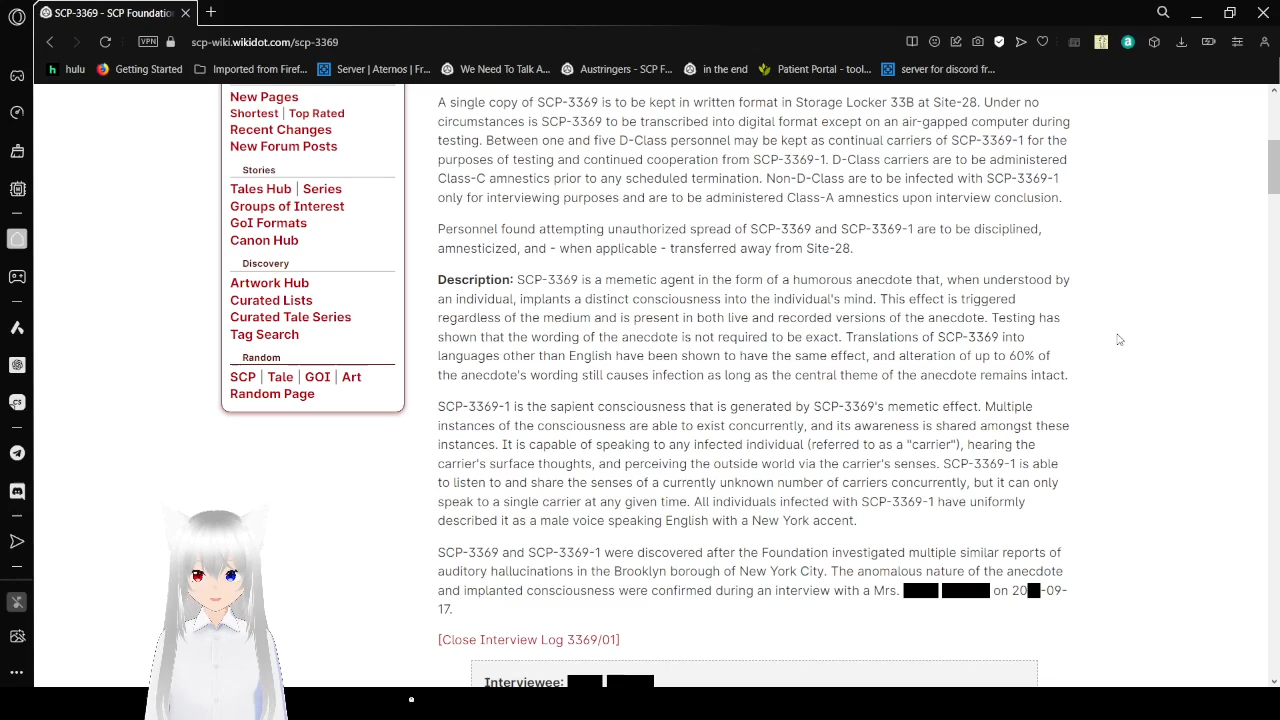 SCP-3369 - SCP Foundatio
scp-wiki.wikidot.com/scp-3369
VPN
hulu
Getting Started
Imported from Firef...
Server | Aternos | Fr...
We Need To Talk A...
Austringers - SCP F...
in the end
Patient Portal - tool...
server for discord fr...
New Pages
Shortest | Top Rated
Recent Changes
New Forum Posts
Stories
Tales Hub | Series
Groups of Interest
GoI Formats
Canon Hub
Discovery
Artwork Hub
Curated Lists
Curated Tale Series
Tag Search
Random
SCP | Tale | GOI | Art
Random Page
A single copy of SCP-3369 is to be kept in written format in Storage Locker 33B at Site-28. Under no
circumstances is SCP-3369 to be transcribed into digital format except on an air-gapped computer during
testing. Between one and five D-Class personnel may be kept as continual carriers of SCP-3369-1 for the
purposes of testing and continued cooperation from SCP-3369-1. D-Class carriers are to be administered
Class-C amnestics prior to any scheduled termination. Non-D-Class are to be infected with SCP-3369-1
only for interviewing purposes and are to be administered Class-A amnestics upon interview conclusion.
Personnel found attempting unauthorized spread of SCP-3369 and SCP-3369-1 are to be disciplined,
amnesticized, and - when applicable - transferred away from Site-28.
Description: SCP-3369 is a memetic agent in the form of a humorous anecdote that, when understood by
an individual, implants a distinct consciousness into the individual's mind. This effect is triggered
regardless of the medium and is present in both live and recorded versions of the anecdote. Testing has
shown that the wording of the anecdote is not required to be exact. Translations of SCP-3369 into
languages other than English have been shown to have the same effect, and alteration of up to 60% of
the anecdote's wording still causes infection as long as the central theme of the anecdote remains intact.
SCP-3369-1 is the sapient consciousness that is generated by SCP-3369's memetic effect. Multiple
instances of the consciousness are able to exist concurrently, and its awareness is shared amongst these
instances. It is capable of speaking to any infected individual (referred to as a "carrier"), hearing the
carrier's surface thoughts, and perceiving the outside world via the carrier's senses. SCP-3369-1 is able
to listen to and share the senses of a currently unknown number of carriers concurrently, but it can only
speak to a single carrier at any given time. All individuals infected with SCP-3369-1 have uniformly
described it as a male voice speaking English with a New York accent.
SCP-3369 and SCP-3369-1 were discovered after the Foundation investigated multiple similar reports of
auditory hallucinations in the Brooklyn borough of New York City. The anomalous nature of the anecdote
and implanted consciousness were confirmed during an interview with a Mrs. ████ █████ on 20█-09-
17.
[Close Interview Log 3369/01]
Interviewee: ████ █████